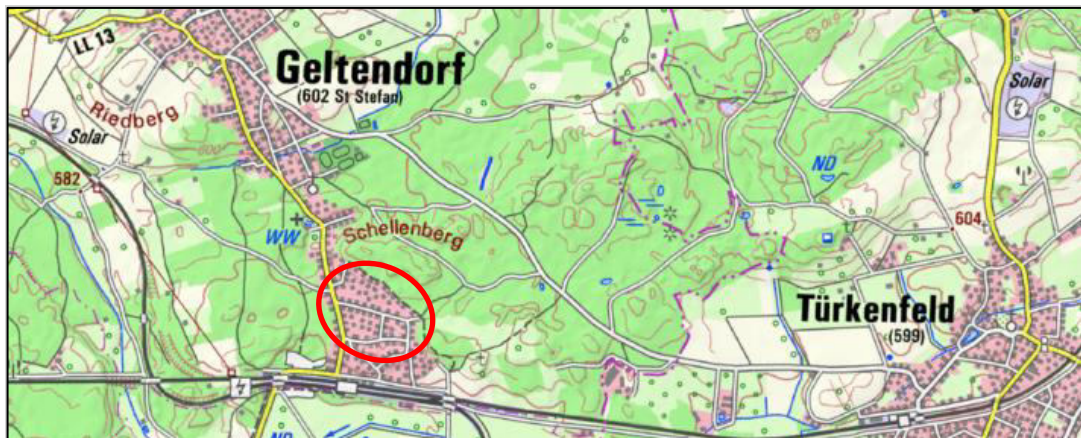 LL 13
Geltendorf
(602 St Stefan)
Riedberg
Solar
582
WW
Schellenberg
ND
Solar
604
Türkenfeld
(599)
ND